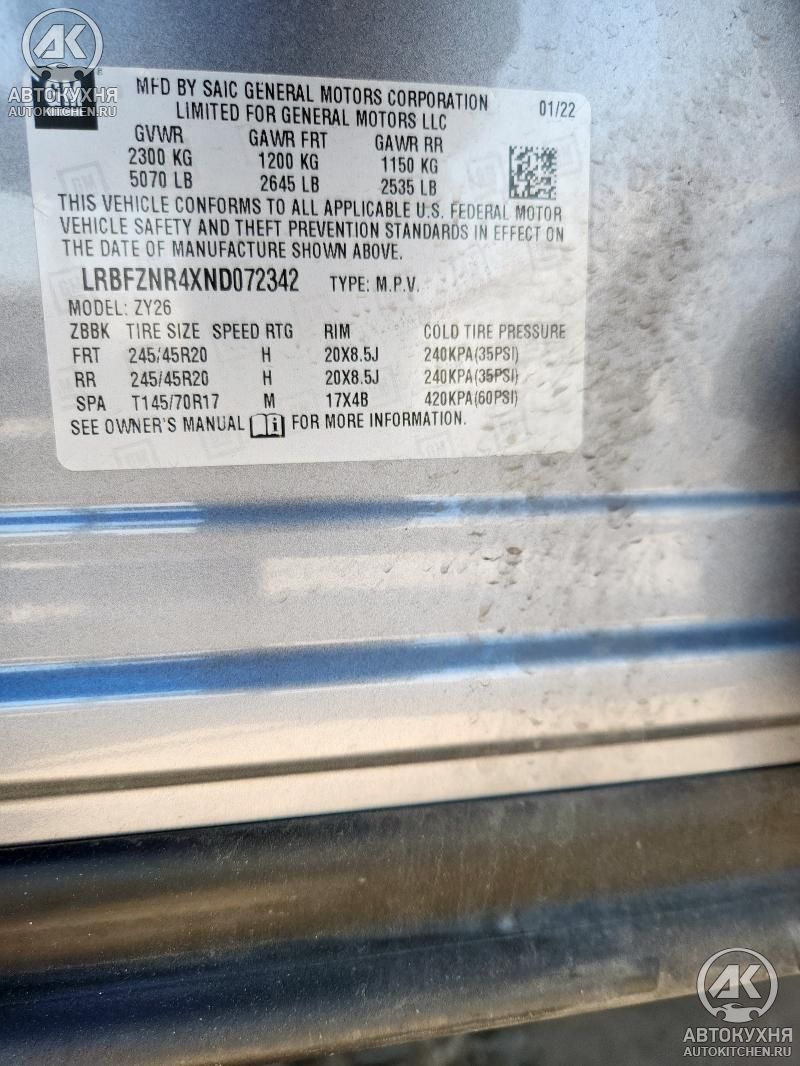 АК
АВТОКУХНЯ
AUTOKITCHEN.RU
GM
MFD BY SAIC GENERAL MOTORS CORPORATION 01/22
LIMITED FOR GENERAL MOTORS LLC
GVWR GAWR FRT GAWR RR
2300 KG 1200 KG 1150 KG
5070 LB 2645 LB 2535 LB
THIS VEHICLE CONFORMS TO ALL APPLICABLE U.S. FEDERAL MOTOR
VEHICLE SAFETY AND THEFT PREVENTION STANDARDS IN EFFECT ON
THE DATE OF MANUFACTURE SHOWN ABOVE.
LRBFZNR4XND072342 TYPE: M.P.V.
MODEL: ZY26
ZBBK TIRE SIZE SPEED RTG RIM COLD TIRE PRESSURE
FRT 245/45R20 H 20X8.5J 240KPA(35PSI)
RR 245/45R20 H 20X8.5J 240KPA(35PSI)
SPA T145/70R17 M 17X4B 420KPA(60PSI)
SEE OWNER'S MANUAL FOR MORE INFORMATION.
АК
АВТОКУХНЯ
AUTOKITCHEN.RU